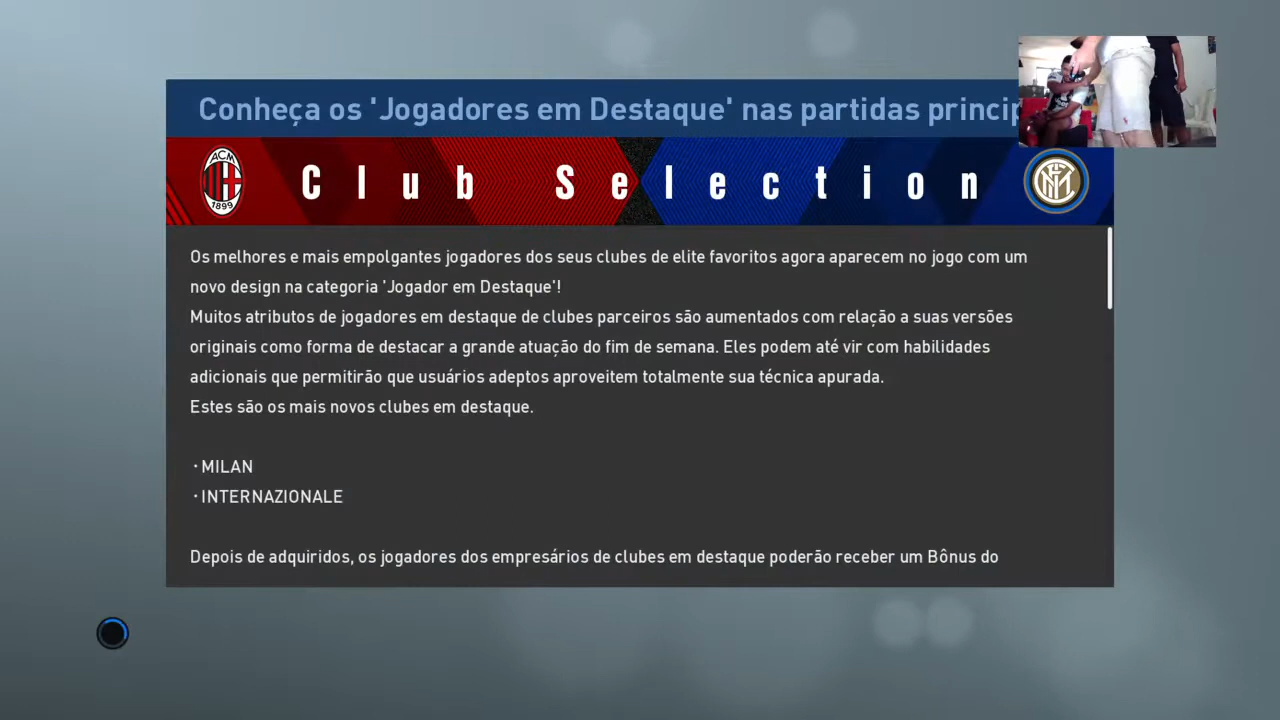 Conheça os 'Jogadores em Destaque' nas partidas princip
ACM
1899
Club Selection
Os melhores e mais empolgantes jogadores dos seus clubes de elite favoritos agora aparecem no jogo com um
novo design na categoria 'Jogador em Destaque'!
Muitos atributos de jogadores em destaque de clubes parceiros são aumentados com relação a suas versões
originais como forma de destacar a grande atuação do fim de semana. Eles podem até vir com habilidades
adicionais que permitirão que usuários adeptos aproveitem totalmente sua técnica apurada.
Estes são os mais novos clubes em destaque.
・MILAN
・INTERNAZIONALE
Depois de adquiridos, os jogadores dos empresários de clubes em destaque poderão receber um Bônus do